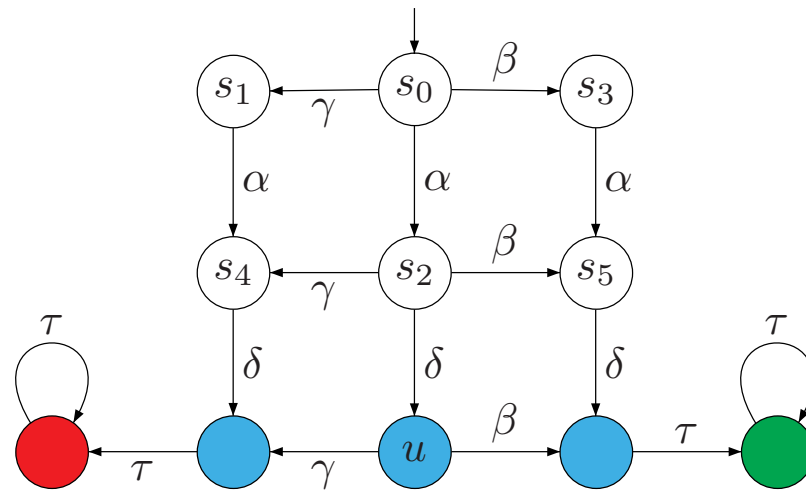 s₁ s₀ β s₃
γ
α α α
s₄ s₂ β s₅
γ
τ δ δ δ τ
u β τ
τ γ